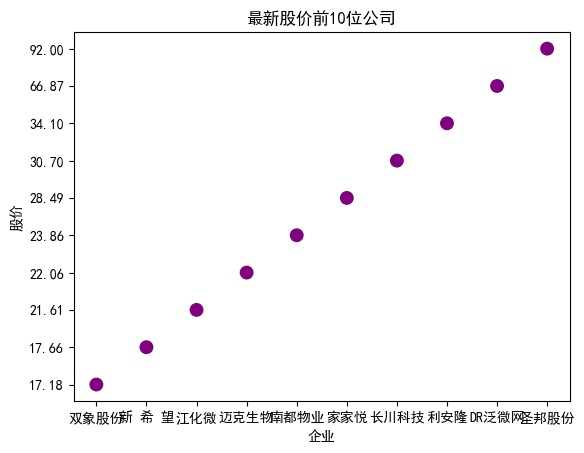 最新股价前10位公司
股价
92.00
66.87
34.10
30.70
28.49
23.86
22.06
21.61
17.66
17.18
双象股份
新 希 望
江化微
迈克生物
南都物业
家家悦
长川科技
利安隆
DR泛微网
圣邦股份
企业